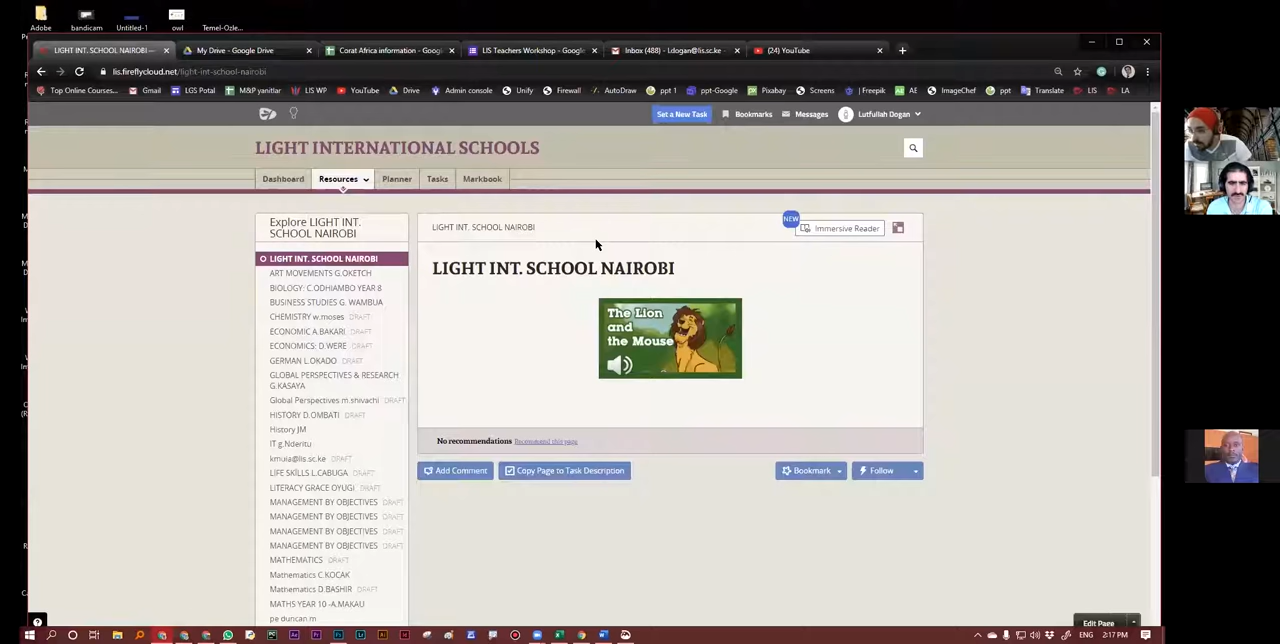 Adobe
bandicam
Untitled-1
owl
Temel-Ozle...
LIGHT INT. SCHOOL NAIROBI —
My Drive - Google Drive
Corat Africa information - Goog
LIS Teachers Workshop - Google
Inbox (488) - l.dogan@lis.sc.ke -
(24) YouTube
lis.fireflycloud.net/light-int-school-nairobi
Top Online Courses...
Gmail
LGS Potal
M&P yanitlar
LIS WP
YouTube
Drive
Admin console
Unify
Firewall
AutoDraw
ppt 1
ppt-Google
Pixabay
Screens
Freepik
AE
ImageChef
ppt
Translate
LIS
LA
Set a New Task
Bookmarks
Messages
Lutfullah Dogan
LIGHT INTERNATIONAL SCHOOLS
Dashboard
Resources
Planner
Tasks
Markbook
Explore LIGHT INT.
SCHOOL NAIROBI
LIGHT INT. SCHOOL NAIROBI
ART MOVEMENTS G.OKETCH
BIOLOGY: C.ODHIAMBO YEAR 8
BUSINESS STUDIES G. WAMBUA
CHEMISTRY w.moses DRAFT
ECONOMIC A.BAKARI DRAFT
ECONOMICS: D.WERE DRAFT
GERMAN L.OKADO DRAFT
GLOBAL PERSPECTIVES & RESEARCH
G.KASAYA
Global Perspectives m.shivachi DRAFT
HISTORY D.OMBATI DRAFT
History JM
IT g.Nderitu
kmuia@lis.sc.ke DRAFT
LIFE SKILLS L.CABUGA DRAFT
LITERACY GRACE OYUGI DRAFT
MANAGEMENT BY OBJECTIVES DRAFT
MANAGEMENT BY OBJECTIVES DRAFT
MANAGEMENT BY OBJECTIVES DRAFT
MANAGEMENT BY OBJECTIVES DRAFT
MATHEMATICS DRAFT
Mathematics C.KOCAK
Mathematics D.BASHIR DRAFT
MATHS YEAR 10 -A.MAKAU
pe duncan m
LIGHT INT. SCHOOL NAIROBI
NEW
Immersive Reader
LIGHT INT. SCHOOL NAIROBI
The Lion
and
the Mouse
No recommendations Recommend this page
Add Comment
Copy Page to Task Description
Bookmark
Follow
Edit Page
ENG
2:17 PM